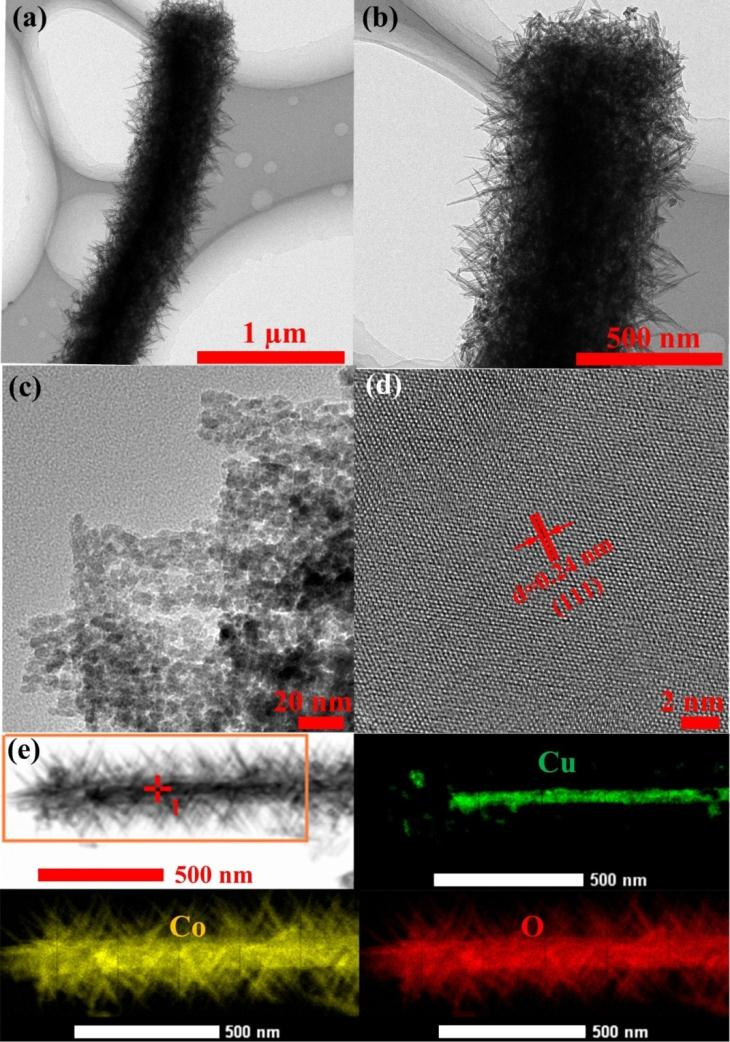 (a)
(b)
1 μm
500 nm
(c)
(d)
d=0.24 nm
(111)
20 nm
2 nm
(e)
1
500 nm
Cu
500 nm
Co
500 nm
O
500 nm